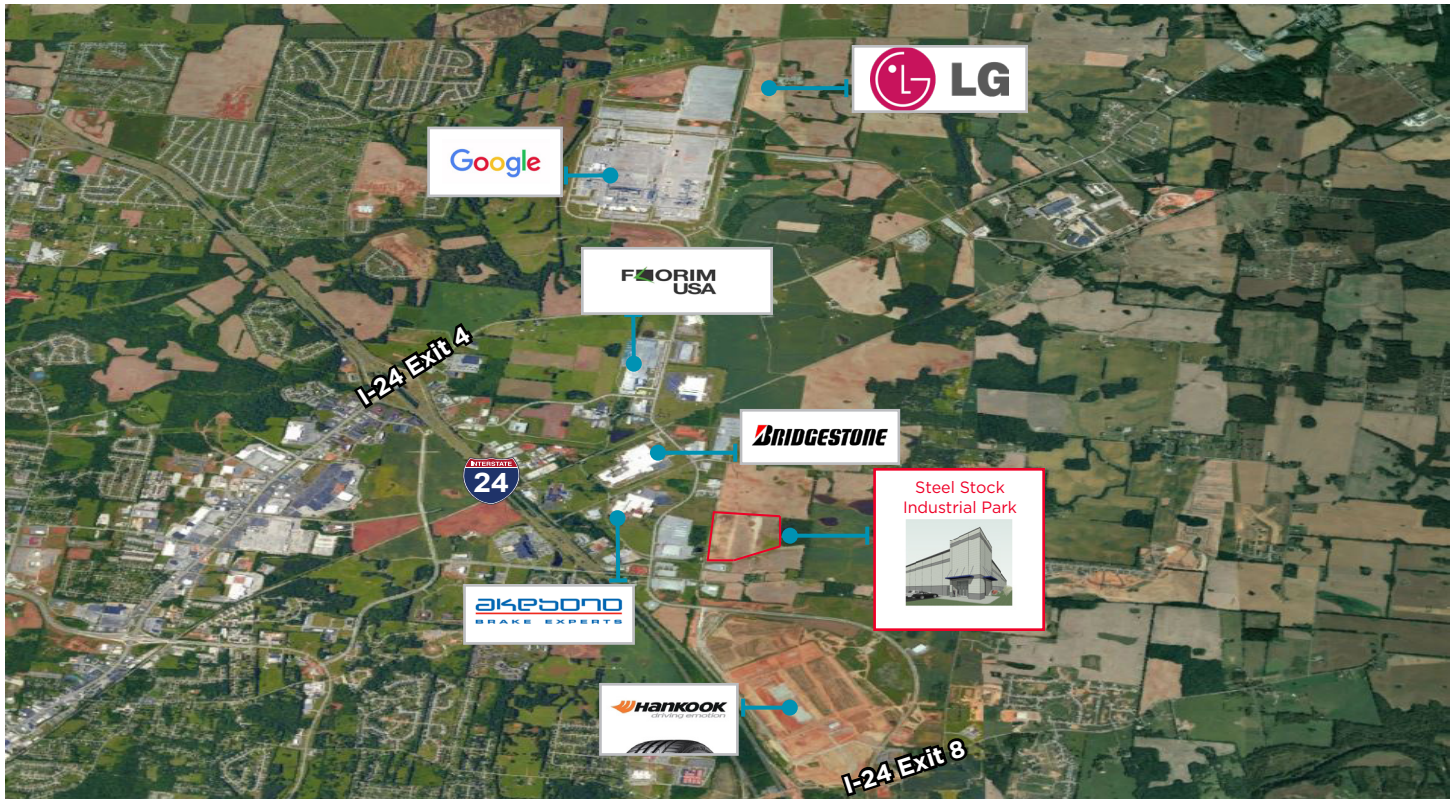 LG
LG
Google
FLORIM
USA
I-24 Exit 4
BRIDGESTONE
INTERSTATE
24
Steel Stock
Industrial Park
akebono
BRAKE EXPERTS
HANKOOK
driving emotion
I-24 Exit 8